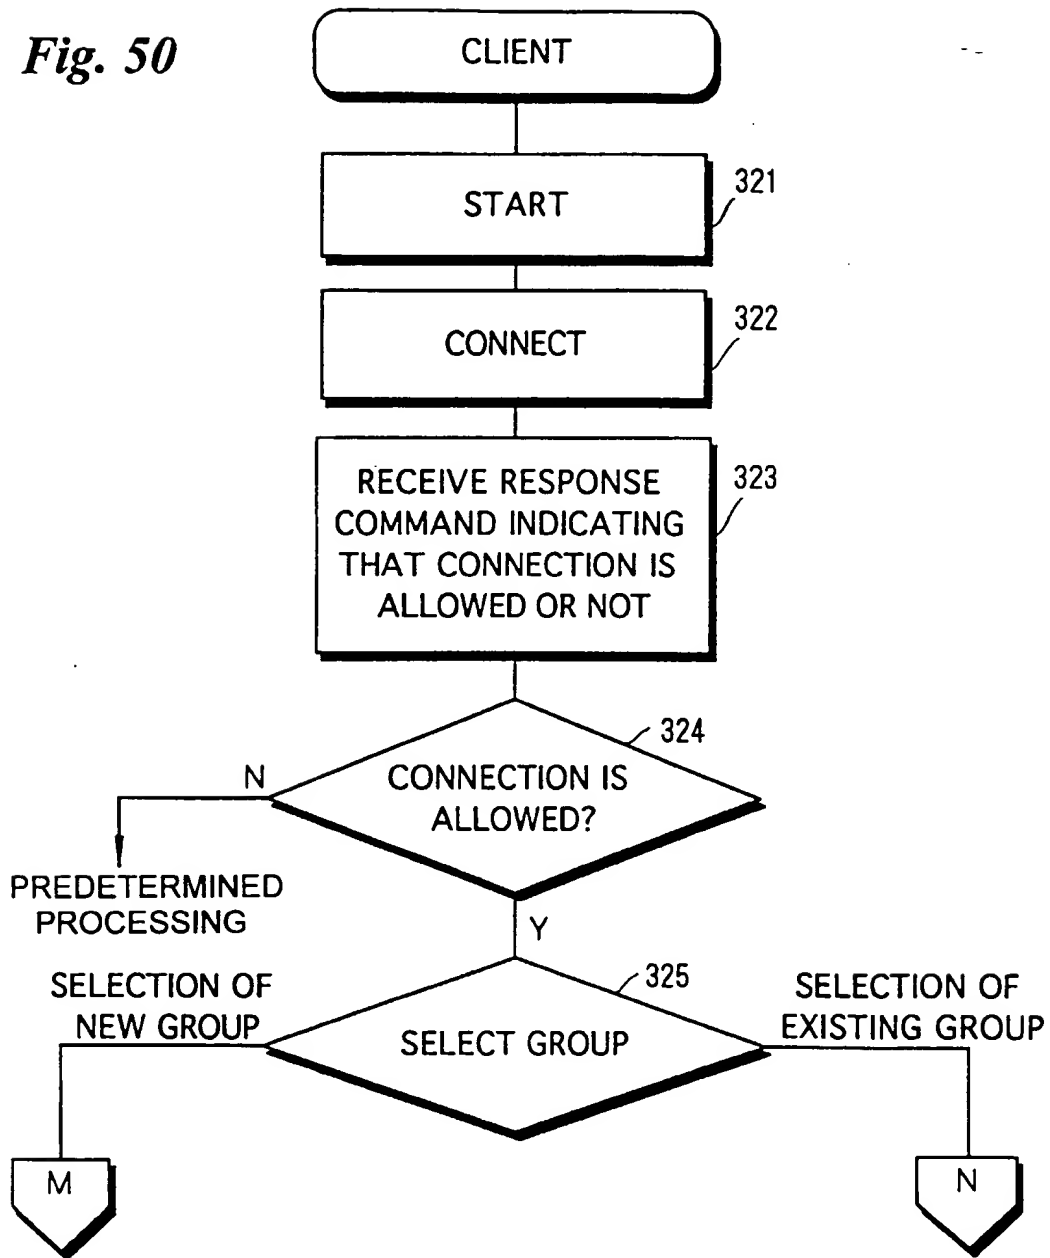 Fig. 50
CLIENT
START
321
CONNECT
322
RECEIVE RESPONSE
COMMAND INDICATING
THAT CONNECTION IS
ALLOWED OR NOT
323
324
CONNECTION IS
ALLOWED?
N
PREDETERMINED
PROCESSING
Y
325
SELECT GROUP
SELECTION OF
NEW GROUP
SELECTION OF
EXISTING GROUP
M
N